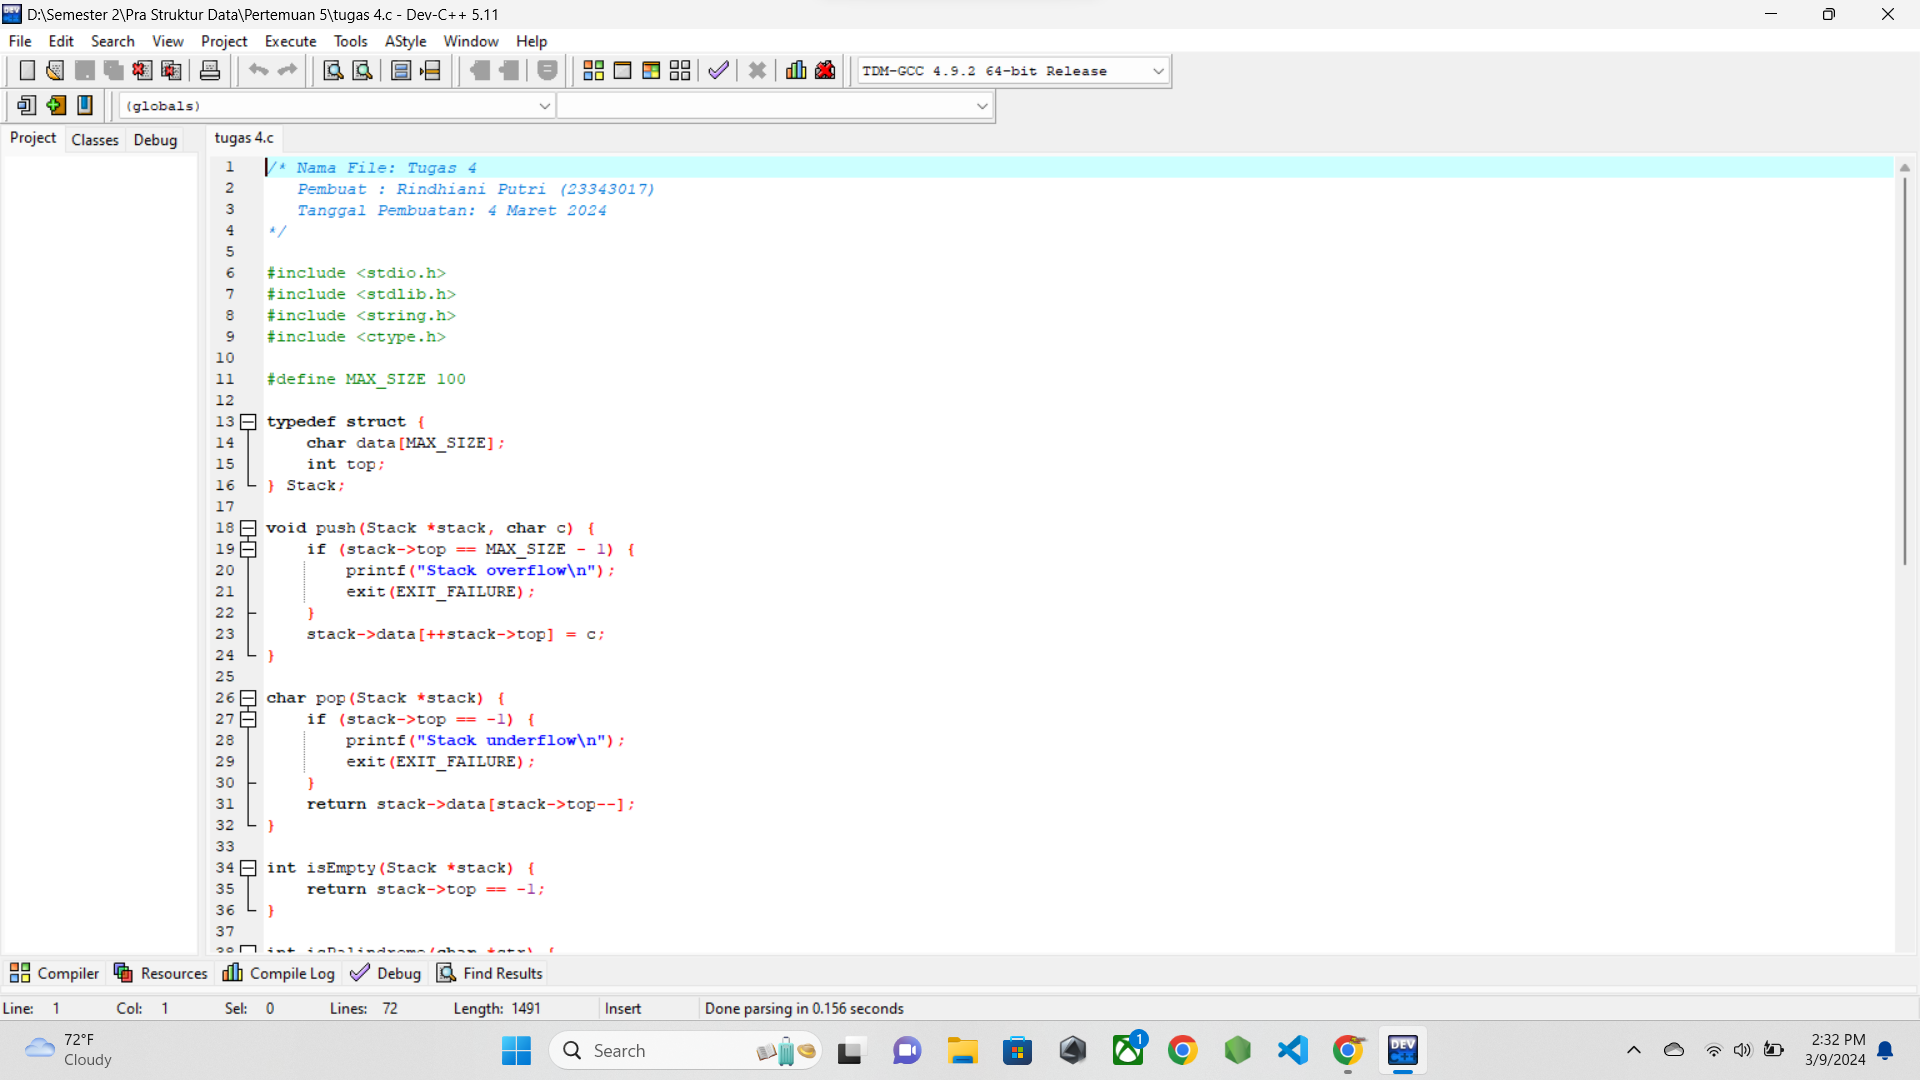 D:\Semester 2\Pra Struktur Data\Pertemuan 5\tugas 4.c - Dev-C++ 5.11
File Edit Search View Project Execute Tools AStyle Window Help
TDM-GCC 4.9.2 64-bit Release
(globals)
Project Classes Debug tugas 4.c
1 /* Nama File: Tugas 4
2 Pembuat : Rindhiani Putri (23343017)
3 Tanggal Pembuatan: 4 Maret 2024
4 */
5
6 #include <stdio.h>
7 #include <stdlib.h>
8 #include <string.h>
9 #include <ctype.h>
10
11 #define MAX_SIZE 100
12
13 typedef struct {
14 char data[MAX_SIZE];
15 int top;
16 } Stack;
17
18 void push(Stack *stack, char c) {
19 if (stack->top == MAX_SIZE - 1) {
20 printf("Stack overflow\n");
21 exit(EXIT_FAILURE);
22 }
23 stack->data[++stack->top] = c;
24 }
25
26 char pop(Stack *stack) {
27 if (stack->top == -1) {
28 printf("Stack underflow\n");
29 exit(EXIT_FAILURE);
30 }
31 return stack->data[stack->top--];
32 }
33
34 int isEmpty(Stack *stack) {
35 return stack->top == -1;
36 }
37
38 int isPalindrome(char *str) {
Compiler Resources Compile Log Debug Find Results
Line: 1 Col: 1 Sel: 0 Lines: 72 Length: 1491 Insert Done parsing in 0.156 seconds
72°F
Cloudy
Search
1
DEV
C++
2:32 PM
3/9/2024